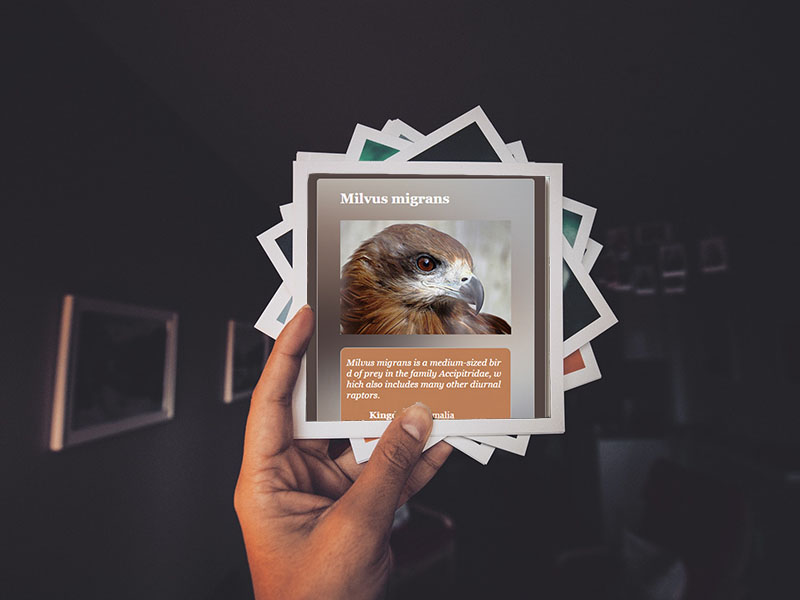 Milvus migrans
Milvus migrans is a medium-sized bir
d of prey in the family Accipitridae, w
hich also includes many other diurnal
raptors.